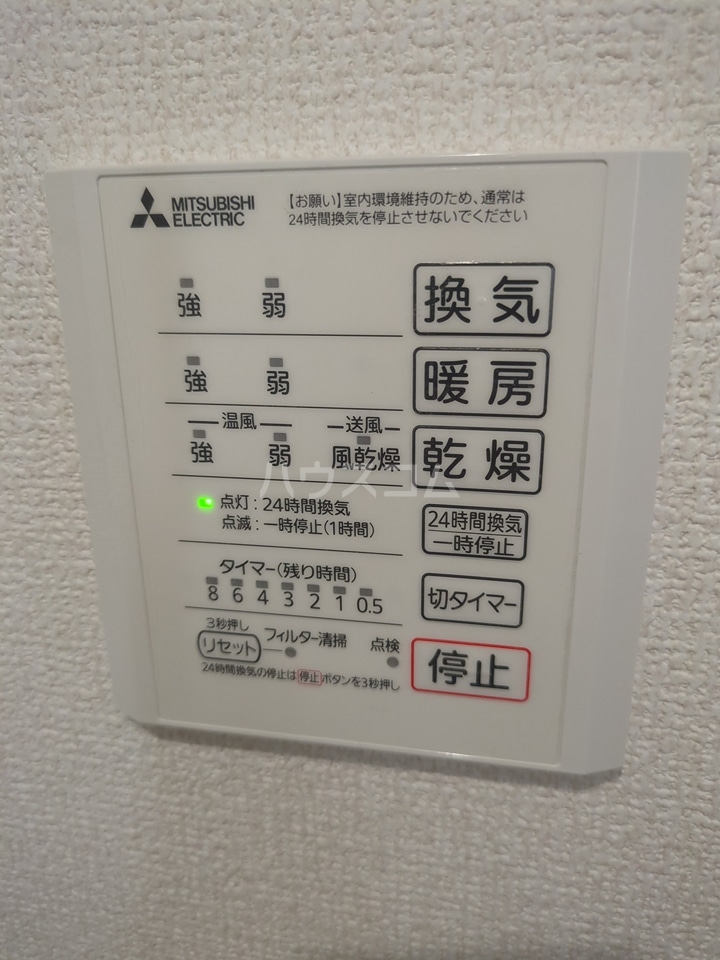 MITSUBISHI
ELECTRIC
【お願い】室内環境維持のため、通常は
24時間換気を停止させないでください
強 弱 換気
強 弱 暖房
温風 送風
強 弱 風乾燥 乾燥
点灯：24時間換気
点滅：一時停止(1時間)
24時間換気
一時停止
タイマー(残り時間)
8 6 4 3 2 1 0.5
切タイマー
3秒押し
リセット フィルター清掃 点検
停止
24時間換気の停止は停止ボタンを3秒押し
ハウスコム